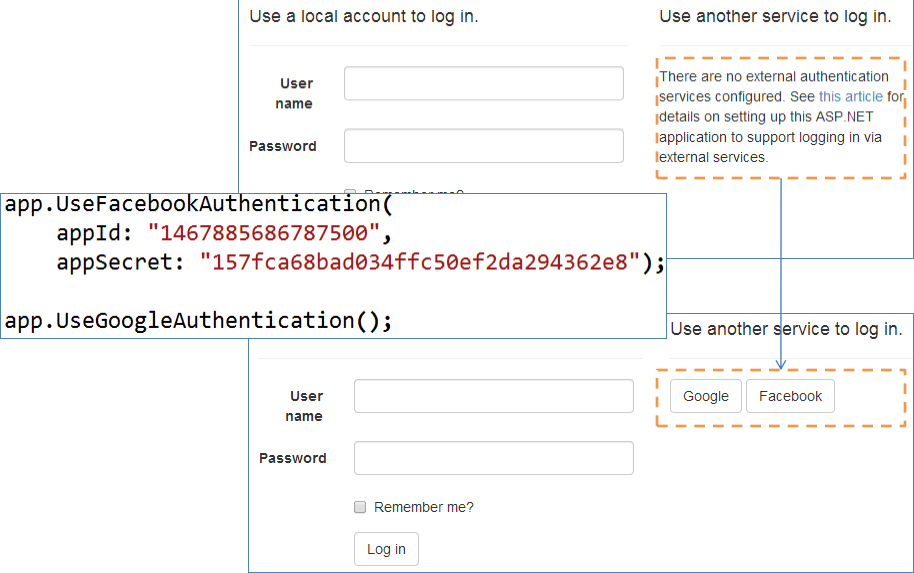 Use a local account to log in.
Use another service to log in.
User
name
Password
Remember me?
There are no external authentication
services configured. See this article for
details on setting up this ASP.NET
application to support logging in via
external services.
app.UseFacebookAuthentication(
appId: "1467885686787500",
appSecret: "157fca68bad034ffc50ef2da294362e8");
app.UseGoogleAuthentication();
Use another service to log in.
User
name
Password
Remember me?
Log in
Google
Facebook